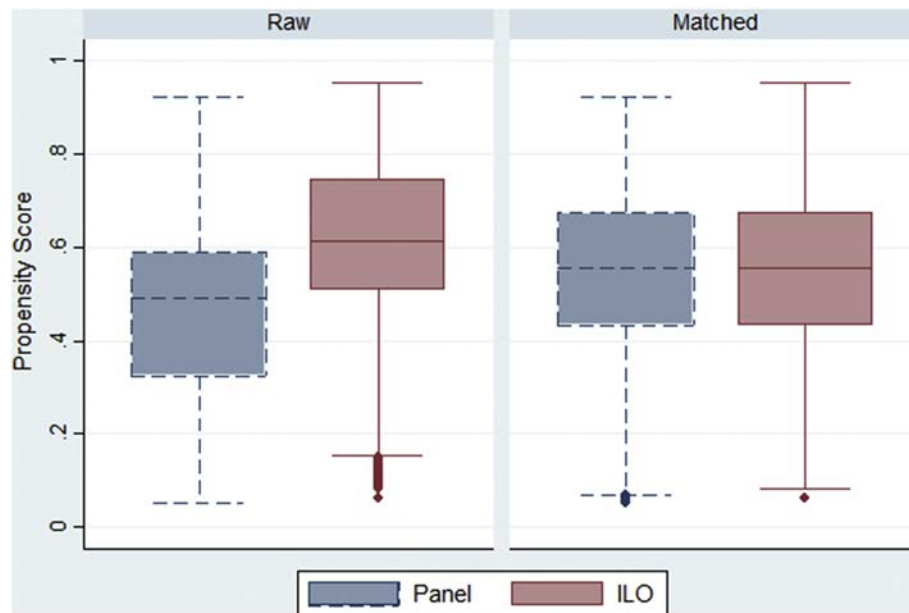 Raw
Matched
Propensity Score
1
.8
.6
.4
.2
0
Panel
ILO